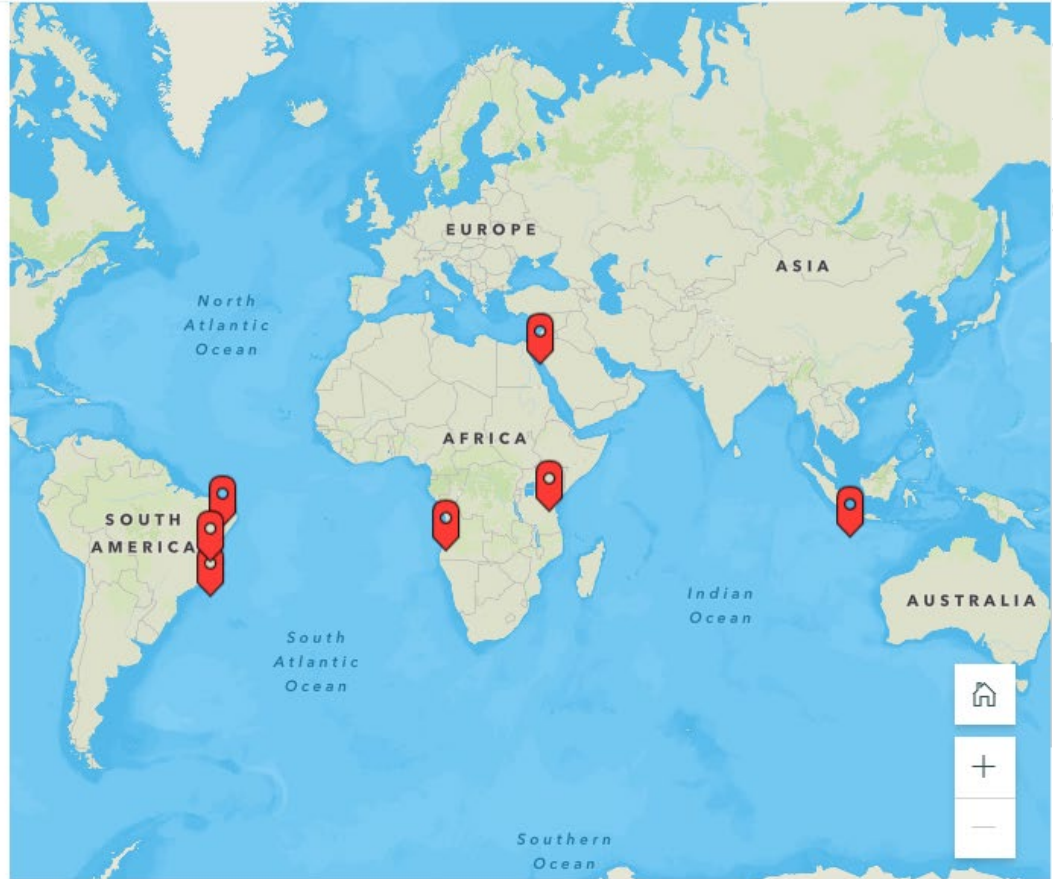 EUROPE
ASIA
North
Atlantic
Ocean
AFRICA
SOUTH
AMERICA
Indian
Ocean
AUSTRALIA
South
Atlantic
Ocean
+
−
Southern
Ocean